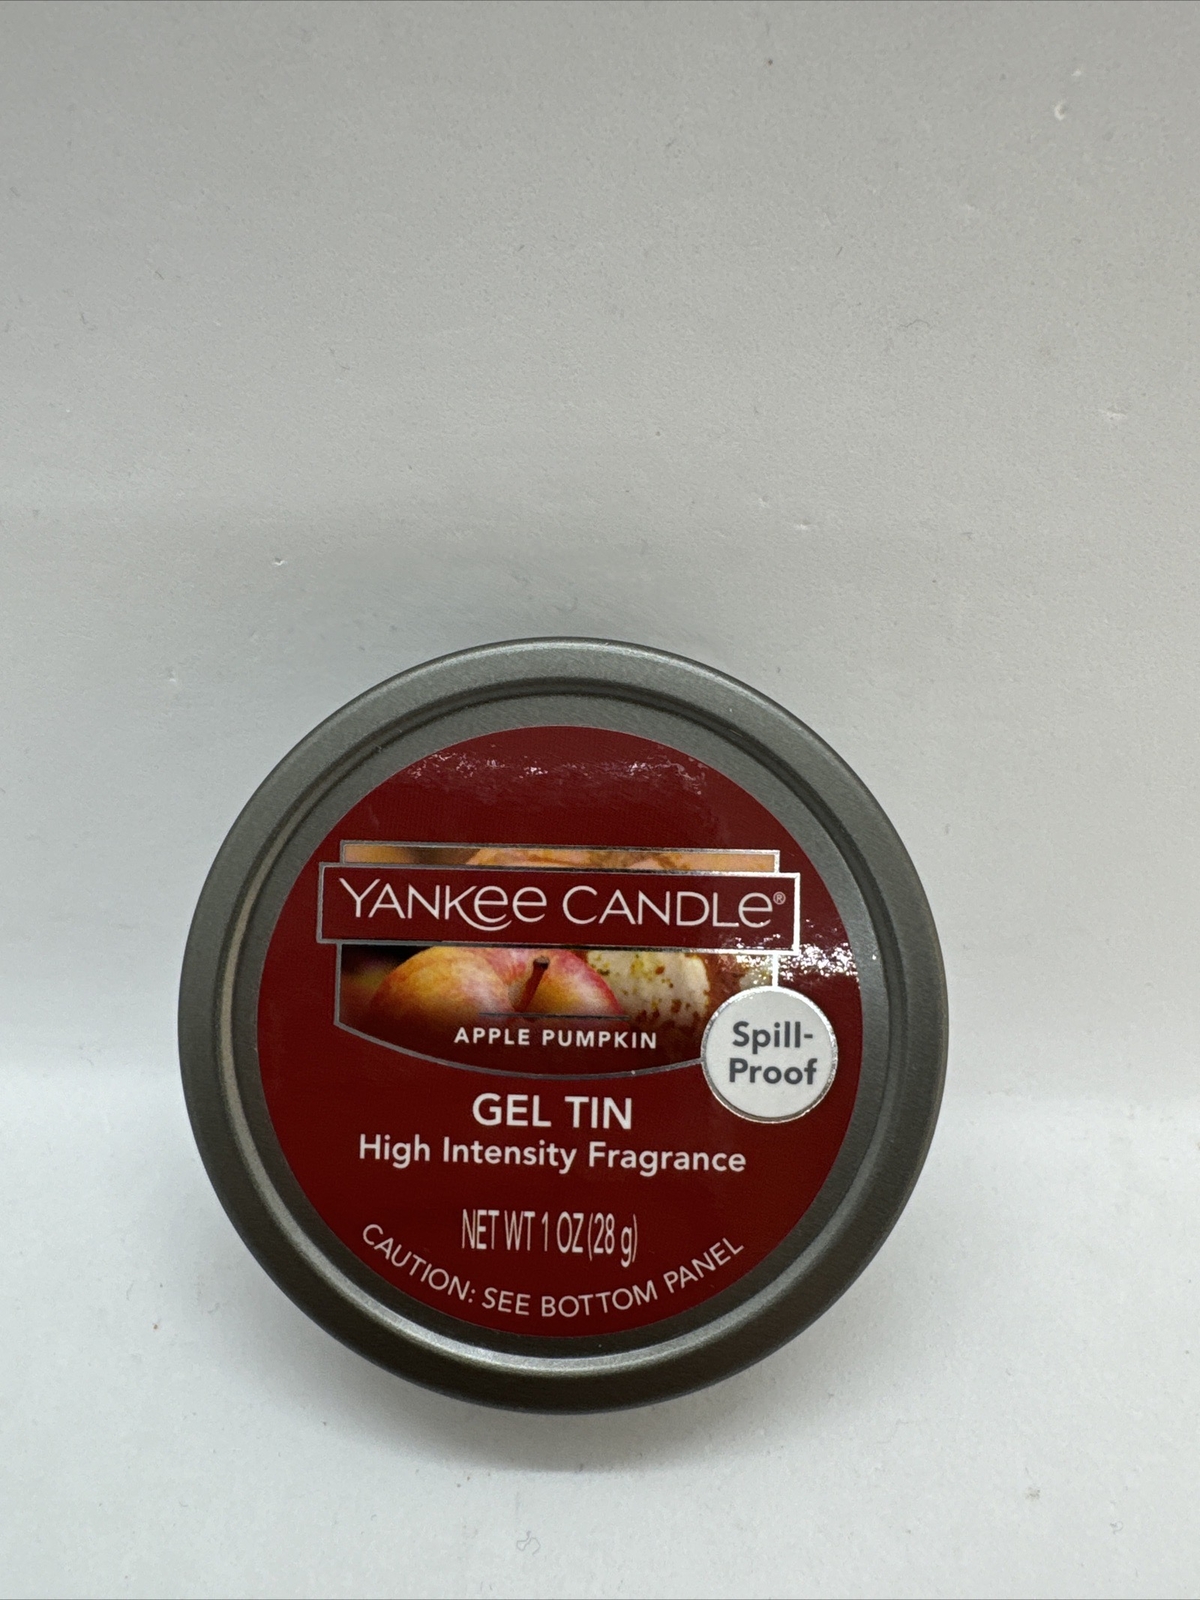 YANKee CANDLe®
APPLE PUMPKIN
Spill-
Proof
GEL TIN
High Intensity Fragrance
NET WT 1 OZ (28 g)
CAUTION: SEE BOTTOM PANEL